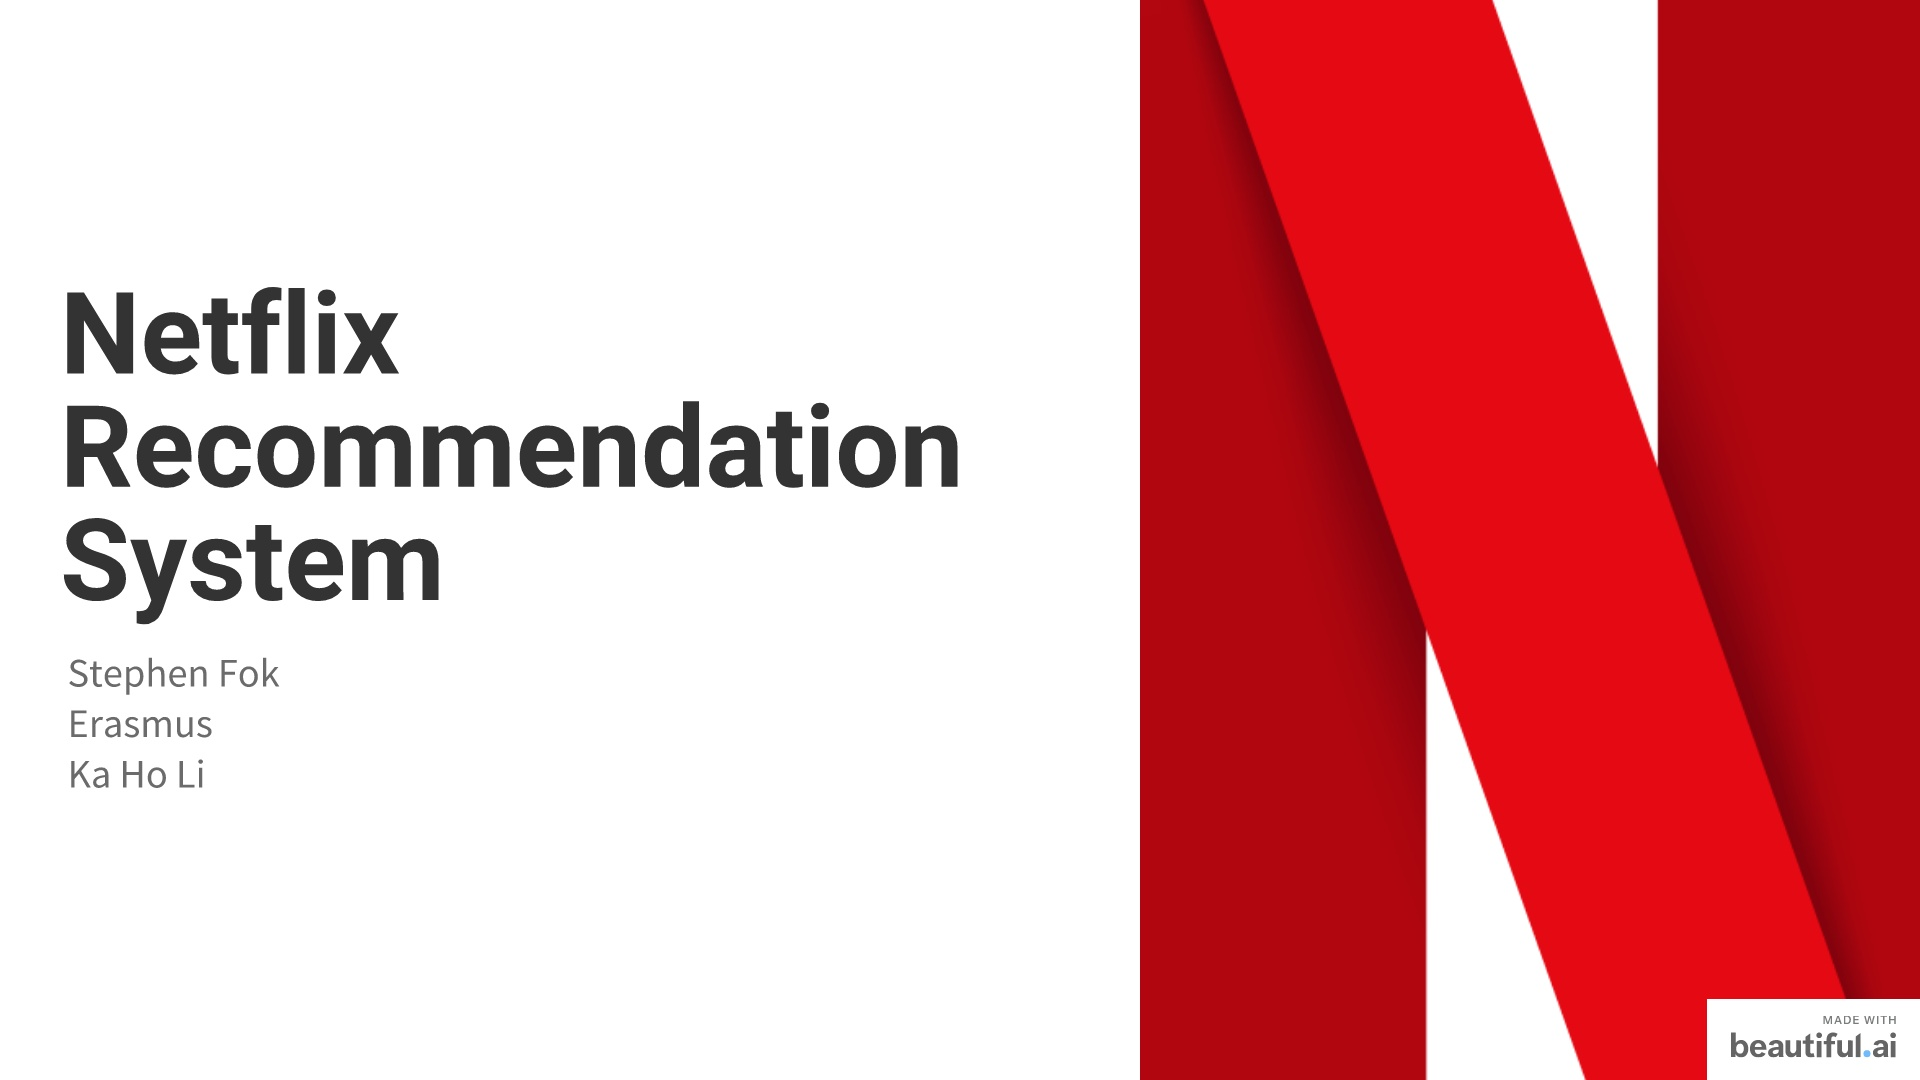 Netflix
Recommendation
System
Stephen Fok
Erasmus
Ka Ho Li
MADE WITH
beautiful.ai